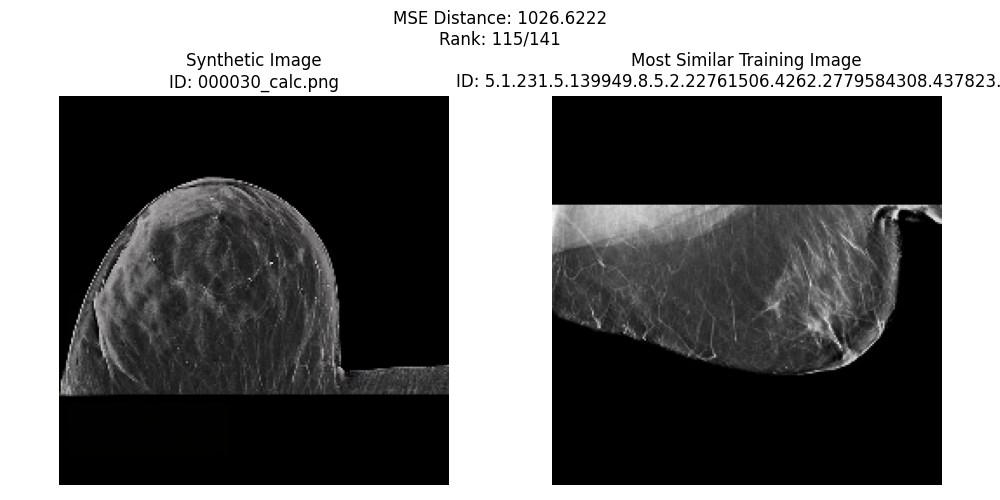 MSE Distance: 1026.6222
Rank: 115/141
Synthetic Image
ID: 000030_calc.png
Most Similar Training Image
ID: 5.1.231.5.139949.8.5.2.22761506.4262.2779584308.437823.